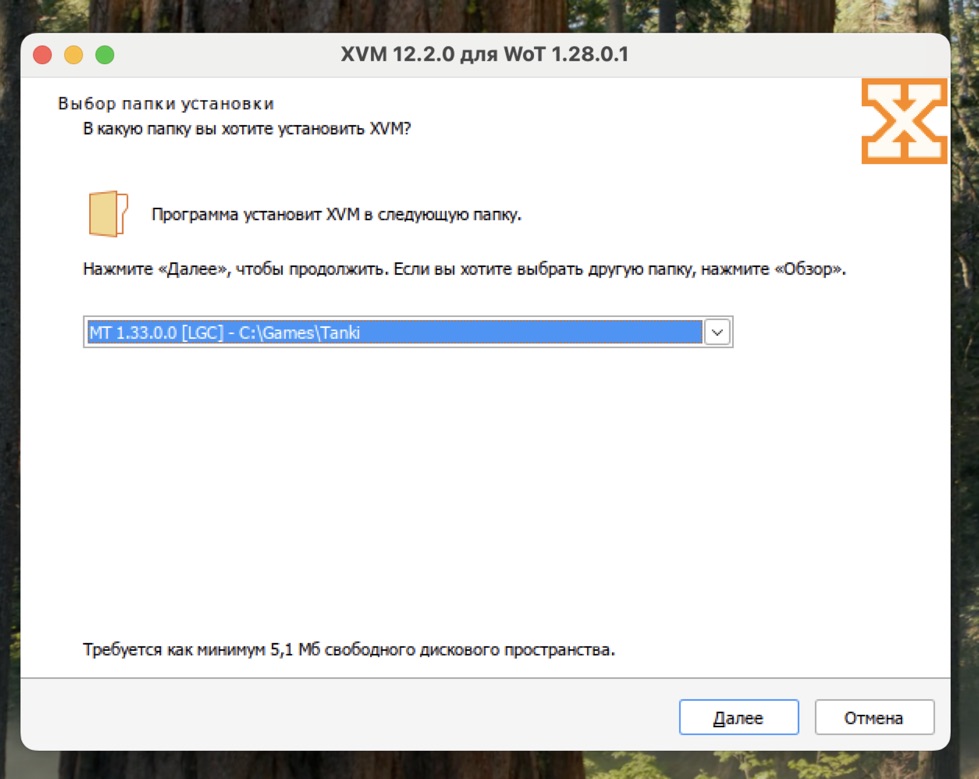 XVM 12.2.0 для WoT 1.28.0.1
Выбор папки установки
В какую папку вы хотите установить XVM?
Программа установит XVM в следующую папку.
Нажмите «Далее», чтобы продолжить. Если вы хотите выбрать другую папку, нажмите «Обзор».
МТ 1.33.0.0 [LGC] - C:\Games\Tanki
Требуется как минимум 5,1 Мб свободного дискового пространства.
Далее
Отмена